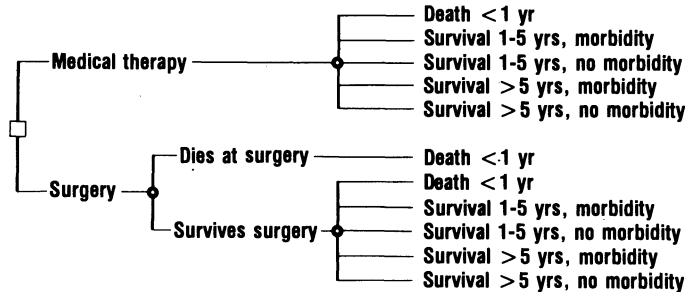 Death <1 yr
Survival 1-5 yrs, morbidity
Medical therapy
Survival 1-5 yrs, no morbidity
Survival >5 yrs, morbidity
Survival >5 yrs, no morbidity
Dies at surgery
Death <1 yr
Surgery
Death <1 yr
Survival 1-5 yrs, morbidity
Survives surgery
Survival 1-5 yrs, no morbidity
Survival >5 yrs, morbidity
Survival >5 yrs, no morbidity